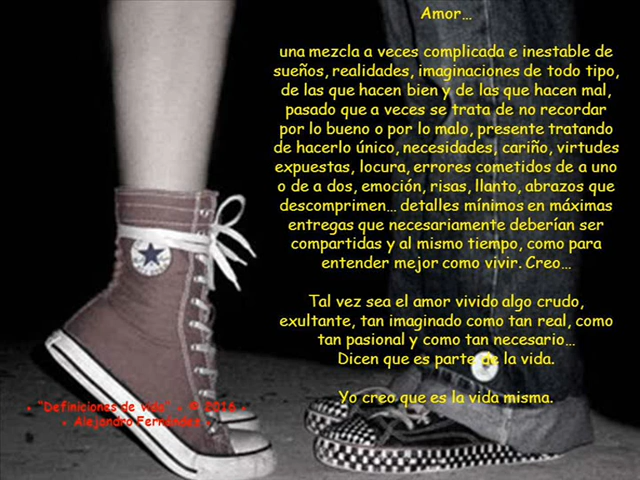 Amor...
una mezcla a veces complicada e inestable de
sueños, realidades, imaginaciones de todo tipo,
de las que hacen bien y de las que hacen mal,
pasado que a veces se trata de no recordar
por lo bueno o por lo malo, presente tratando
de hacerlo único, necesidades, cariño, virtudes
expuestas, locura, errores cometidos de a uno
o de a dos, emoción, risas, llanto, abrazos que
descomprimen... detalles mínimos en máximas
entregas que necesariamente deberían ser
compartidas y al mismo tiempo, como para
entender mejor como vivir. Creo...
Tal vez sea el amor vivido algo crudo,
exultante, tan imaginado como tan real, como
tan pasional y como tan necesario...
Dicen que es parte de la vida.
Yo creo que es la vida misma.
• "Definiciones de vida" • © 2016 •
• Alejandro Fernández •